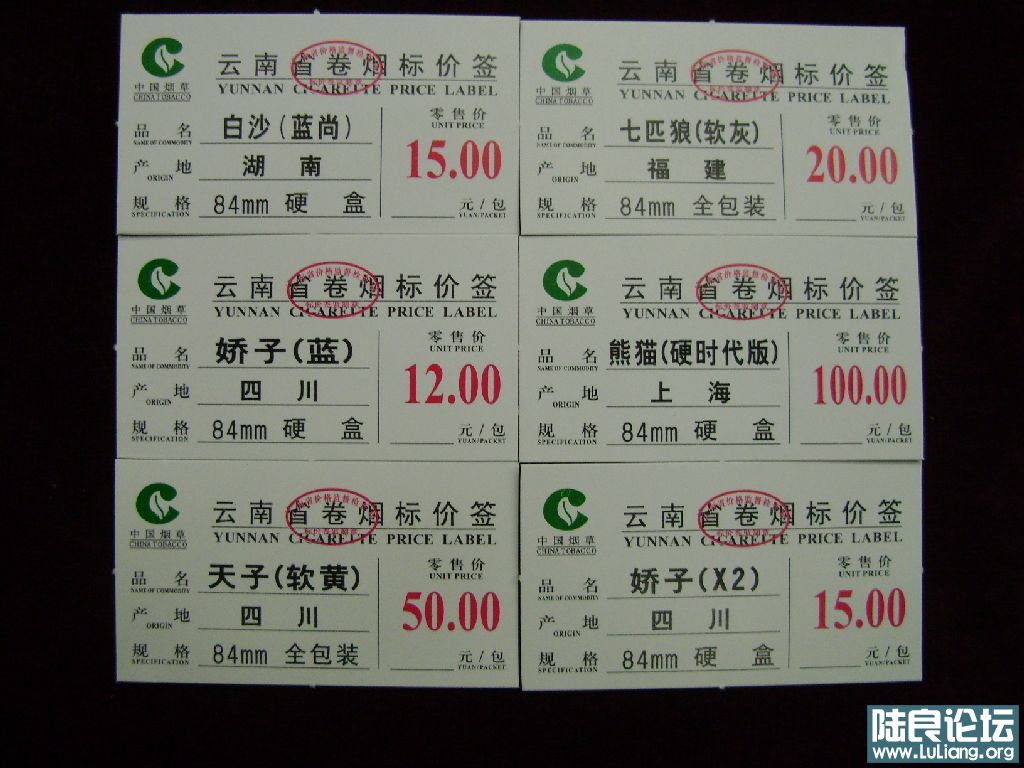 中国烟草
CHINA TOBACCO
云南省卷烟标价签
YUNNAN CIGARETTE PRICE LABEL
品名 白沙(蓝尚) 零售价
NAME OF COMMODITY UNIT PRICE
产地 湖南 15.00
ORIGIN
规格 84mm 硬盒 元/包
SPECIFICATION YUAN/PACKET
中国烟草
CHINA TOBACCO
云南省卷烟标价签
YUNNAN CIGARETTE PRICE LABEL
品名 七匹狼(软灰) 零售价
NAME OF COMMODITY UNIT PRICE
产地 福建 20.00
ORIGIN
规格 84mm 全包装 元/包
SPECIFICATION YUAN/PACKET
中国烟草
CHINA TOBACCO
云南省卷烟标价签
YUNNAN CIGARETTE PRICE LABEL
品名 娇子(蓝) 零售价
NAME OF COMMODITY UNIT PRICE
产地 四川 12.00
ORIGIN
规格 84mm 硬盒 元/包
SPECIFICATION YUAN/PACKET
中国烟草
CHINA TOBACCO
云南省卷烟标价签
YUNNAN CIGARETTE PRICE LABEL
品名 熊猫(硬时代版) 零售价
NAME OF COMMODITY UNIT PRICE
产地 上海 100.00
ORIGIN
规格 84mm 硬盒 元/包
SPECIFICATION YUAN/PACKET
中国烟草
CHINA TOBACCO
云南省卷烟标价签
YUNNAN CIGARETTE PRICE LABEL
品名 天子(软黄) 零售价
NAME OF COMMODITY UNIT PRICE
产地 四川 50.00
ORIGIN
规格 84mm 全包装 元/包
SPECIFICATION YUAN/PACKET
中国烟草
CHINA TOBACCO
云南省卷烟标价签
YUNNAN CIGARETTE PRICE LABEL
品名 娇子(X2) 零售价
NAME OF COMMODITY UNIT PRICE
产地 四川 15.00
ORIGIN
规格 84mm 硬盒 元/包
SPECIFICATION YUAN/PACKET
陆良论坛
www.LuLiang.org